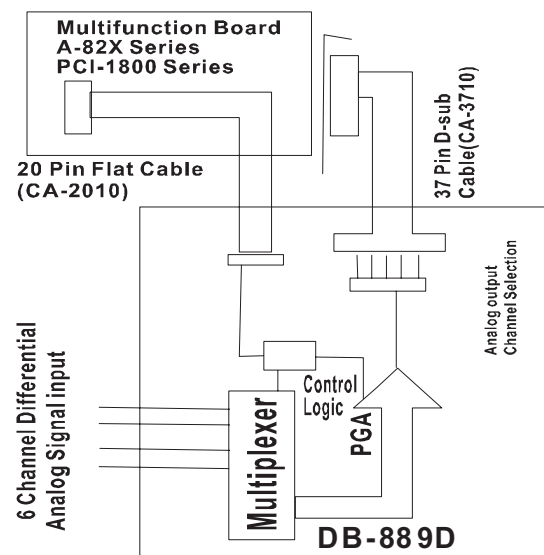 Multifunction Board
A-82X Series
PCI-1800 Series
20 Pin Flat Cable
(CA-2010)
37 Pin D-sub
Cable(CA-3710)
Analog output
Channel Selection
6 Channel Differential
Analog Signal input
Control
Logic
Multiplexer
PGA
DB-889D